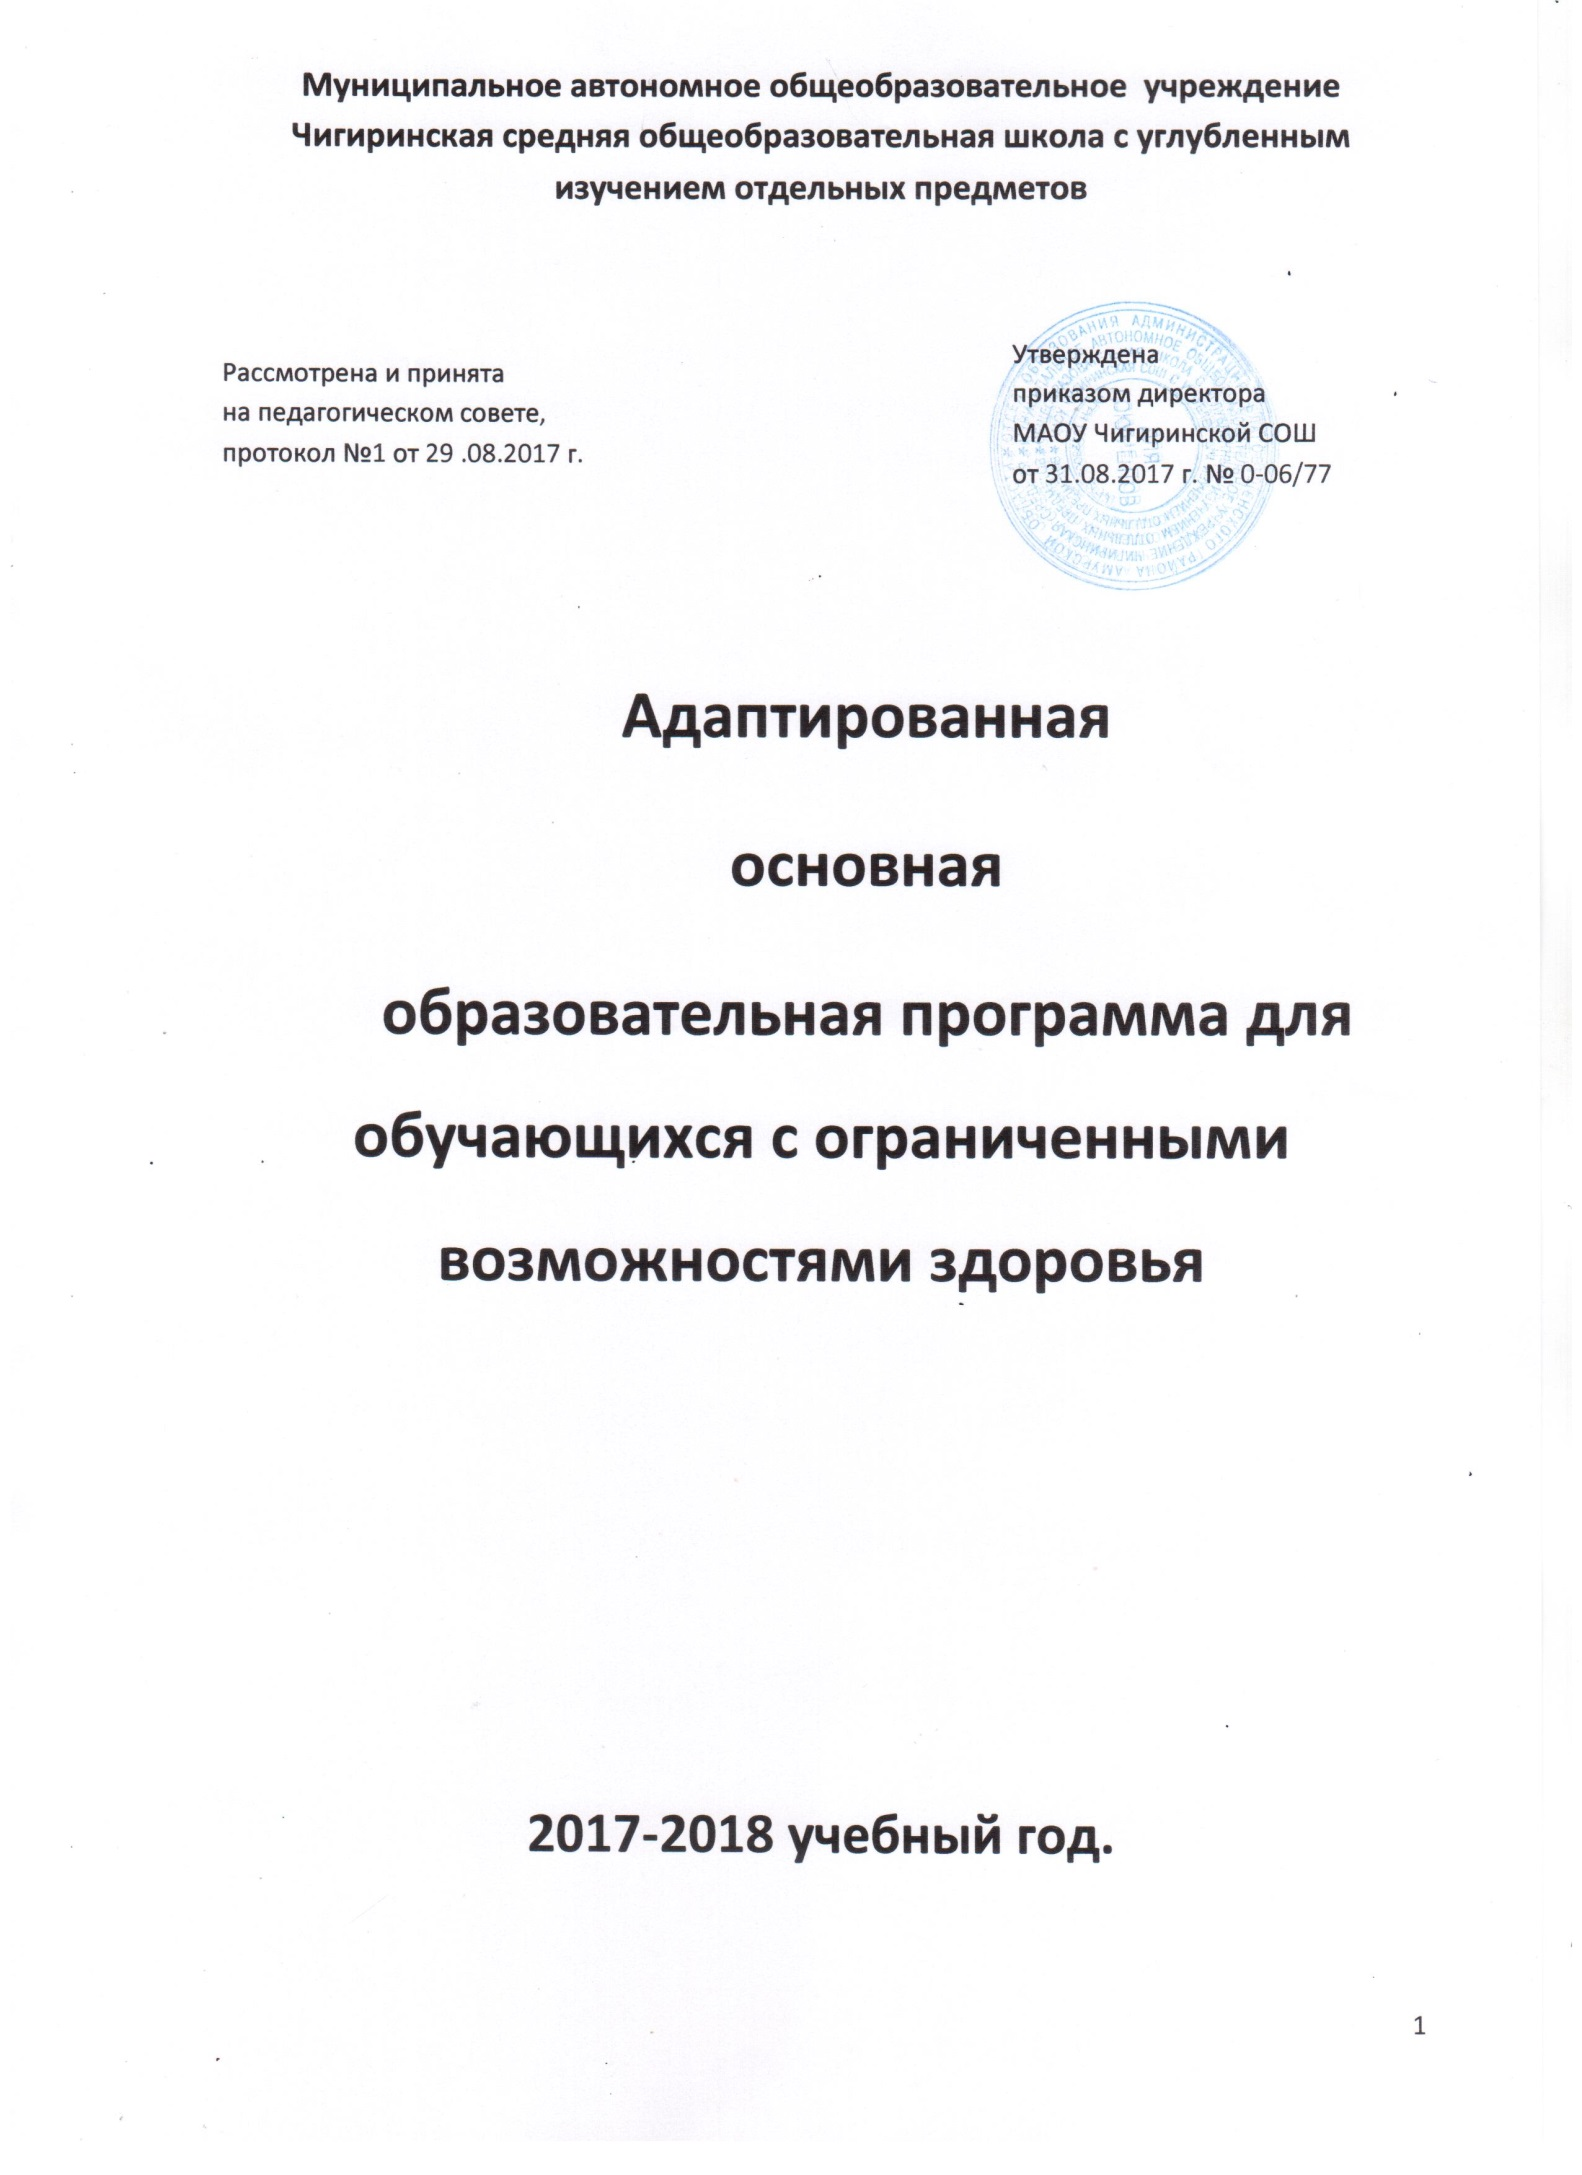 Муниципальное автономное общеобразовательное учреждение
Чигиринская средняя общеобразовательная школа с углубленным
изучением отдельных предметов
Рассмотрена и принята
на педагогическом совете,
протокол №1 от 29 .08.2017 г.
Утверждена
приказом директора
МАОУ Чигиринской СОШ
от 31.08.2017 г. № 0-06/77
Адаптированная
основная
образовательная программа для
обучающихся с ограниченными
возможностями здоровья
2017-2018 учебный год.
1